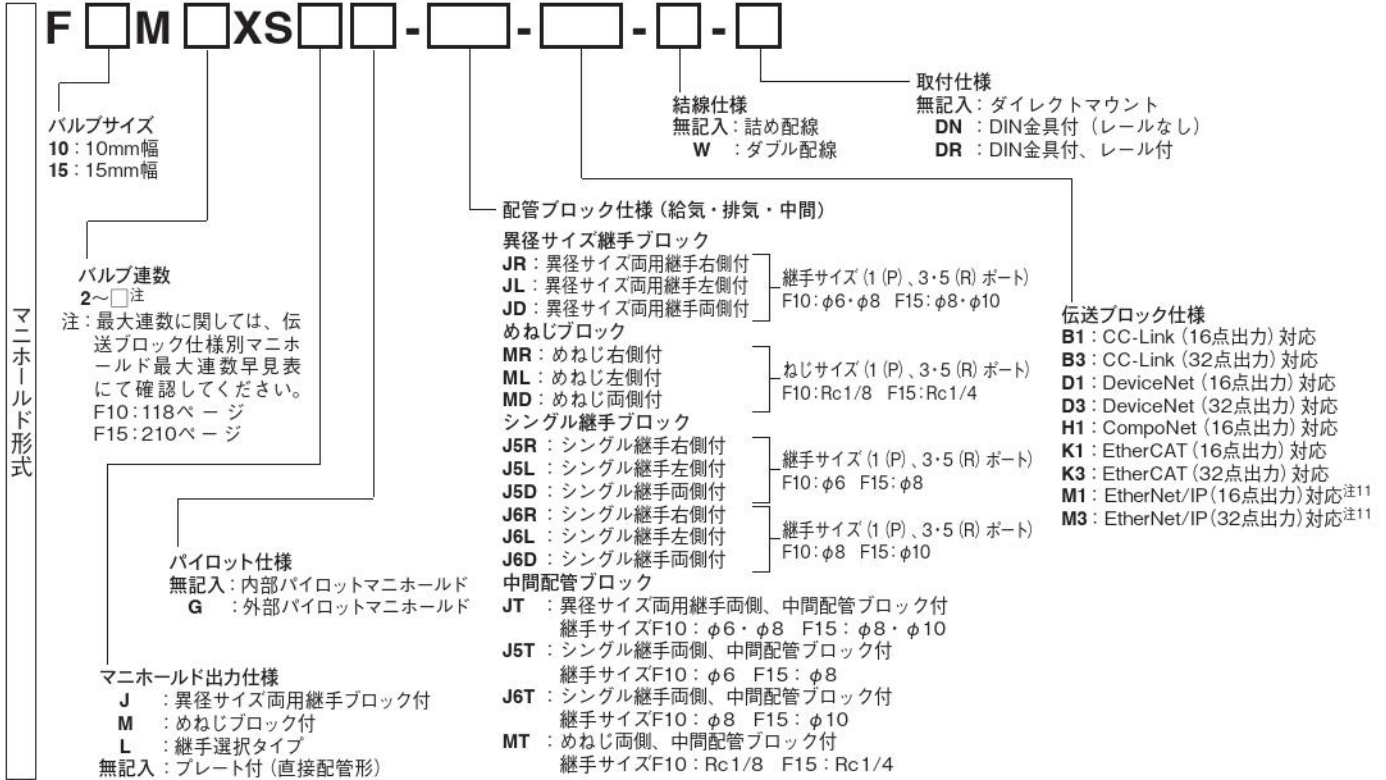 マニホールド形式
F □M □XS□□-□-□-□-□
バルブサイズ
10：10mm幅
15：15mm幅
バルブ連数
2～□注
注：最大連数に関しては、伝
送ブロック仕様別マニホ
ールド最大連数早見表
にて確認してください。
F10：118ペ ー ジ
F15：210ペ ー ジ
パイロット仕様
無記入：内部パイロットマニホールド
G ：外部パイロットマニホールド
マニホールド出力仕様
J ：異径サイズ両用継手ブロック付
M ：めねじブロック付
L ：継手選択タイプ
無記入：プレート付（直接配管形）
配管ブロック仕様（給気・排気・中間）
異径サイズ継手ブロック
JR：異径サイズ両用継手右側付
JL：異径サイズ両用継手左側付
JD：異径サイズ両用継手両側付
継手サイズ（1（P）、3・5（R）ポート）
F10：φ6・φ8 F15：φ8・φ10
めねじブロック
MR：めねじ右側付
ML：めねじ左側付
MD：めねじ両側付
ねじサイズ（1（P）、3・5（R）ポート）
F10：Rc1/8 F15：Rc1/4
シングル継手ブロック
J5R：シングル継手右側付
J5L：シングル継手左側付
J5D：シングル継手両側付
継手サイズ（1（P）、3・5（R）ポート）
F10：φ6 F15：φ8
J6R：シングル継手右側付
J6L：シングル継手左側付
J6D：シングル継手両側付
継手サイズ（1（P）、3・5（R）ポート）
F10：φ8 F15：φ10
中間配管ブロック
JT ：異径サイズ両用継手両側、中間配管ブロック付
継手サイズF10：φ6・φ8 F15：φ8・φ10
J5T：シングル継手両側、中間配管ブロック付
継手サイズF10：φ6 F15：φ8
J6T：シングル継手両側、中間配管ブロック付
継手サイズF10：φ8 F15：φ10
MT ：めねじ両側、中間配管ブロック付
継手サイズF10：Rc1/8 F15：Rc1/4
結線仕様
無記入：詰め配線
W ：ダブル配線
取付仕様
無記入：ダイレクトマウント
DN ：DIN金具付（レールなし）
DR ：DIN金具付、レール付
伝送ブロック仕様
B1：CC-Link（16点出力）対応
B3：CC-Link（32点出力）対応
D1：DeviceNet（16点出力）対応
D3：DeviceNet（32点出力）対応
H1：CompoNet（16点出力）対応
K1：EtherCAT（16点出力）対応
K3：EtherCAT（32点出力）対応
M1：EtherNet/IP（16点出力）対応注11
M3：EtherNet/IP（32点出力）対応注11